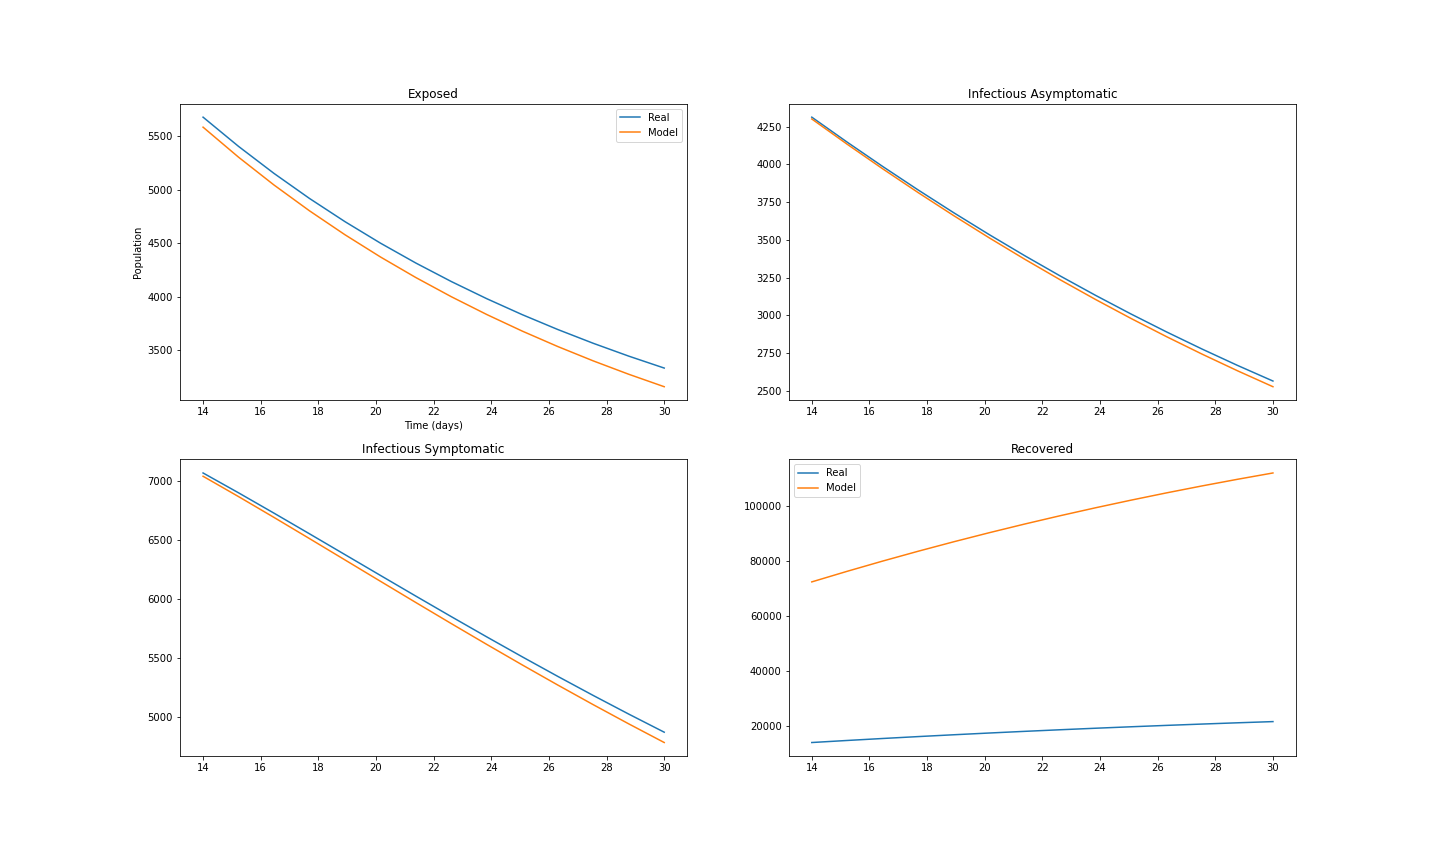 Exposed
5500
5000
4500
4000
3500
Population
14 16 18 20 22 24 26 28 30
Time (days)
Real
Model
Infectious Asymptomatic
4250
4000
3750
3500
3250
3000
2750
2500
14 16 18 20 22 24 26 28 30
Infectious Symptomatic
7000
6500
6000
5500
5000
14 16 18 20 22 24 26 28 30
Recovered
Real
Model
100000
80000
60000
40000
20000
14 16 18 20 22 24 26 28 30